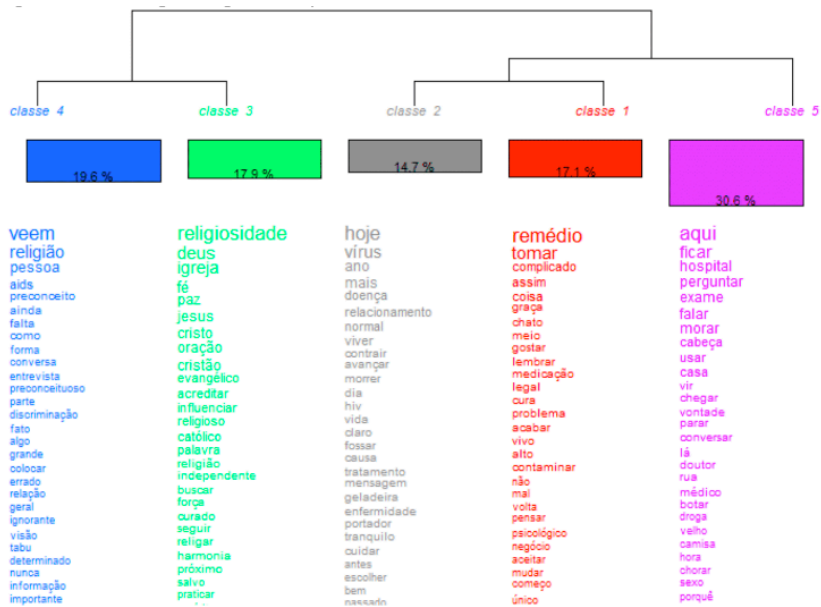 classe 4
classe 3
classe 2
classe 1
classe 5
19.6 %
17.9 %
14.7 %
17.1 %
30.6 %
veem
religião
pessoa
aids
preconceito
ainda
falta
como
forma
conversa
entrevista
preconceituoso
parte
discriminação
fato
algo
grande
colocar
errado
relação
geral
ignorante
visão
tabu
determinado
nunca
informação
importante
religiosidade
deus
igreja
fé
paz
jesus
cristo
oração
cristão
evangélico
acreditar
influenciar
religioso
católico
palavra
religião
independente
buscar
força
curado
seguir
religar
harmonia
próximo
salvo
praticar
hoje
vírus
ano
mais
doença
relacionamento
normal
viver
contrair
avançar
morrer
dia
hiv
vida
claro
fossar
causa
tratamento
mensagem
geladeira
enfermidade
portador
tranquilo
cuidar
antes
escolher
bem
passado
remédio
tomar
complicado
assim
coisa
graça
chato
meio
gostar
lembrar
medicação
legal
cura
problema
acabar
vivo
alto
contaminar
não
mal
volta
pensar
psicológico
negócio
aceitar
mudar
começo
único
aqui
ficar
hospital
perguntar
exame
falar
morar
cabeça
usar
casa
vir
chegar
vontade
parar
conversar
lá
doutor
rua
médico
botar
droga
velho
camisa
hora
chorar
sexo
porquê